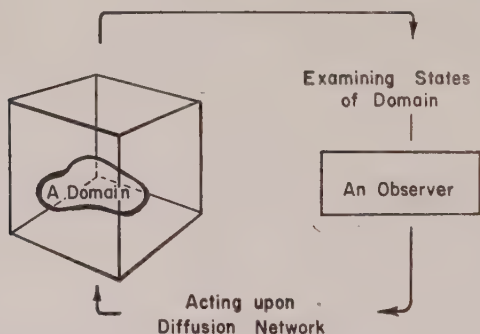 Examining States
of Domain
A Domain
An Observer
Acting upon
Diffusion Network